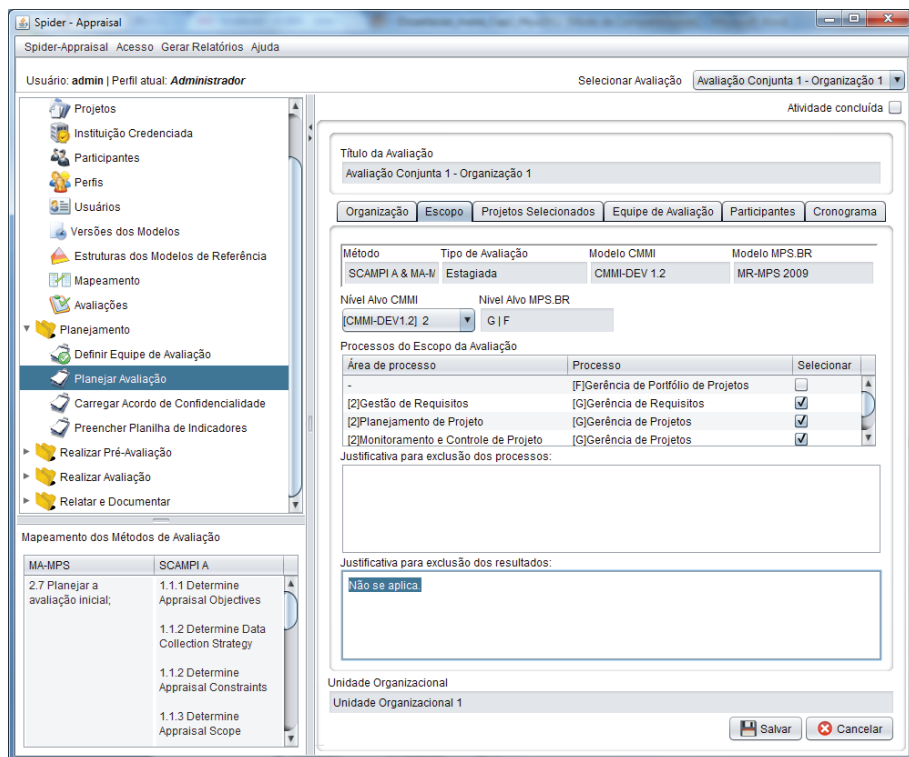 Spider - Appraisal
Spider-Appraisal Acesso Gerar Relatórios Ajuda
Usuário: admin | Perfil atual: Administrador
Selecionar Avaliação Avaliação Conjunta 1 - Organização 1
Projetos
Instituição Credenciada
Participantes
Perfis
Usuários
Versões dos Modelos
Estruturas dos Modelos de Referência
Mapeamento
Avaliações
Planejamento
Definir Equipe de Avaliação
Planejar Avaliação
Carregar Acordo de Confidencialidade
Preencher Planilha de Indicadores
Realizar Pré-Avaliação
Realizar Avaliação
Relatar e Documentar
Mapeamento dos Métodos de Avaliação
MA-MPS SCAMPI A
2.7 Planejar a avaliação inicial;
1.1.1 Determine
Appraisal Objectives
1.1.2 Determine Data
Collection Strategy
1.1.2 Determine
Appraisal Constraints
1.1.3 Determine
Appraisal Scope
Atividade concluída
Título da Avaliação
Avaliação Conjunta 1 - Organização 1
Organização Escopo Projetos Selecionados Equipe de Avaliação Participantes Cronograma
Método Tipo de Avaliação Modelo CMMI Modelo MPS.BR
SCAMPI A & MA-M Estagiada CMMI-DEV 1.2 MR-MPS 2009
Nível Alvo CMMI Nivel Alvo MPS.BR
[CMMI-DEV1.2] 2 G | F
Processos do Escopo da Avaliação
Área de processo Processo Selecionar
- [F]Gerência de Portfólio de Projetos
[2]Gestão de Requisitos [G]Gerência de Requisitos
[2]Planejamento de Projeto [G]Gerência de Projetos
[2]Monitoramento e Controle de Projeto [G]Gerência de Projetos
Justificativa para exclusão dos processos:
Justificativa para exclusão dos resultados:
Não se aplica.
Unidade Organizacional
Unidade Organizacional 1
Salvar Cancelar